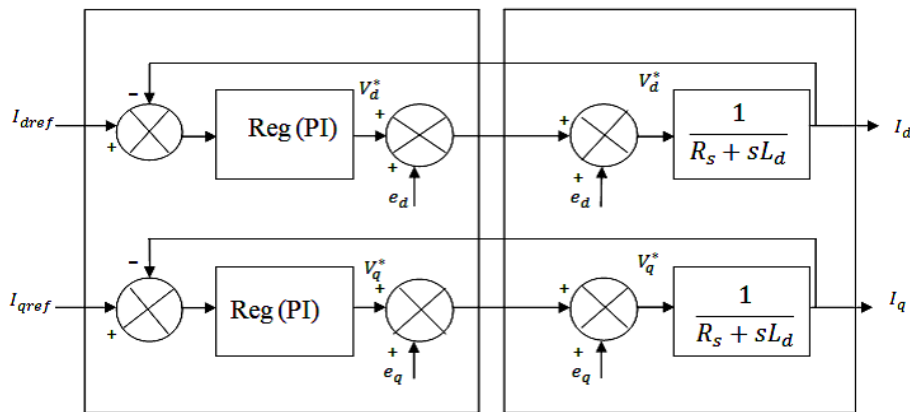 I_dref
+
−
Reg (PI)
V_d^*
+
+
e_d
+
+
e_d
V_d^*
1
R_s + sL_d
I_d
I_qref
+
−
Reg (PI)
V_q^*
+
+
e_q
+
+
e_q
V_q^*
1
R_s + sL_d
I_q